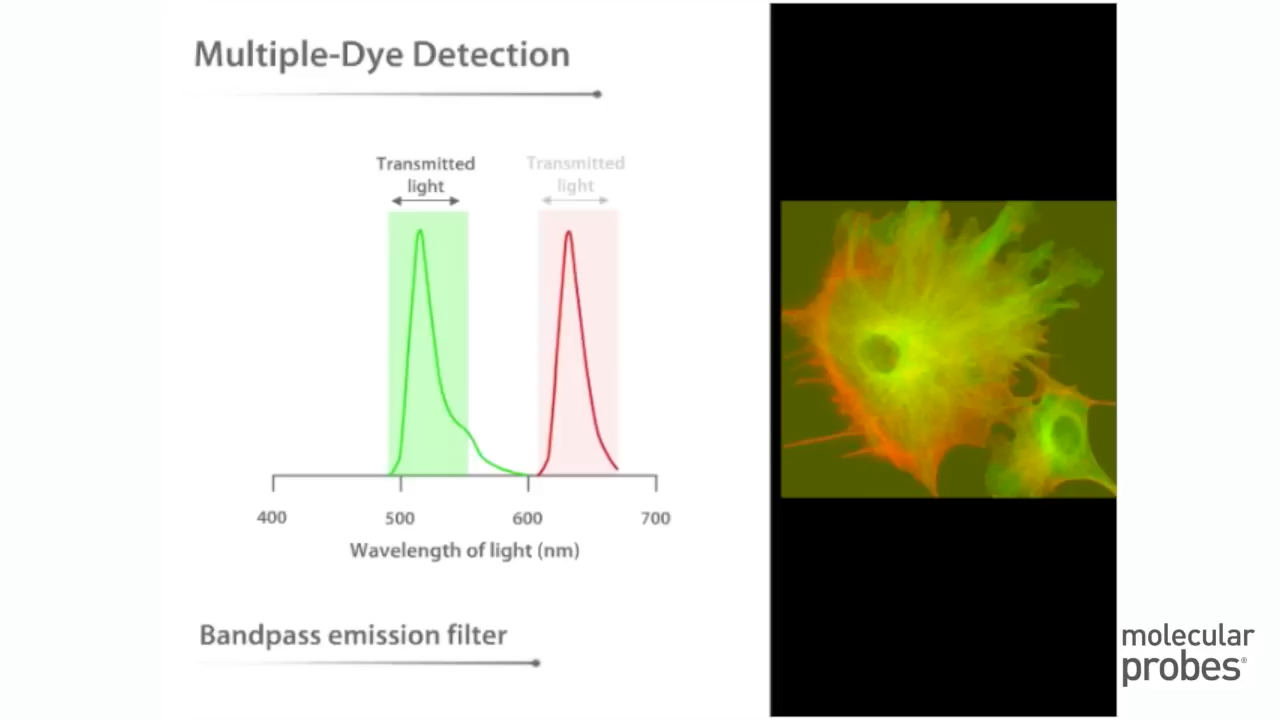 Multiple-Dye Detection
Transmitted
light
Transmitted
light
400 500 600 700
Wavelength of light (nm)
Bandpass emission filter
molecular
probes®